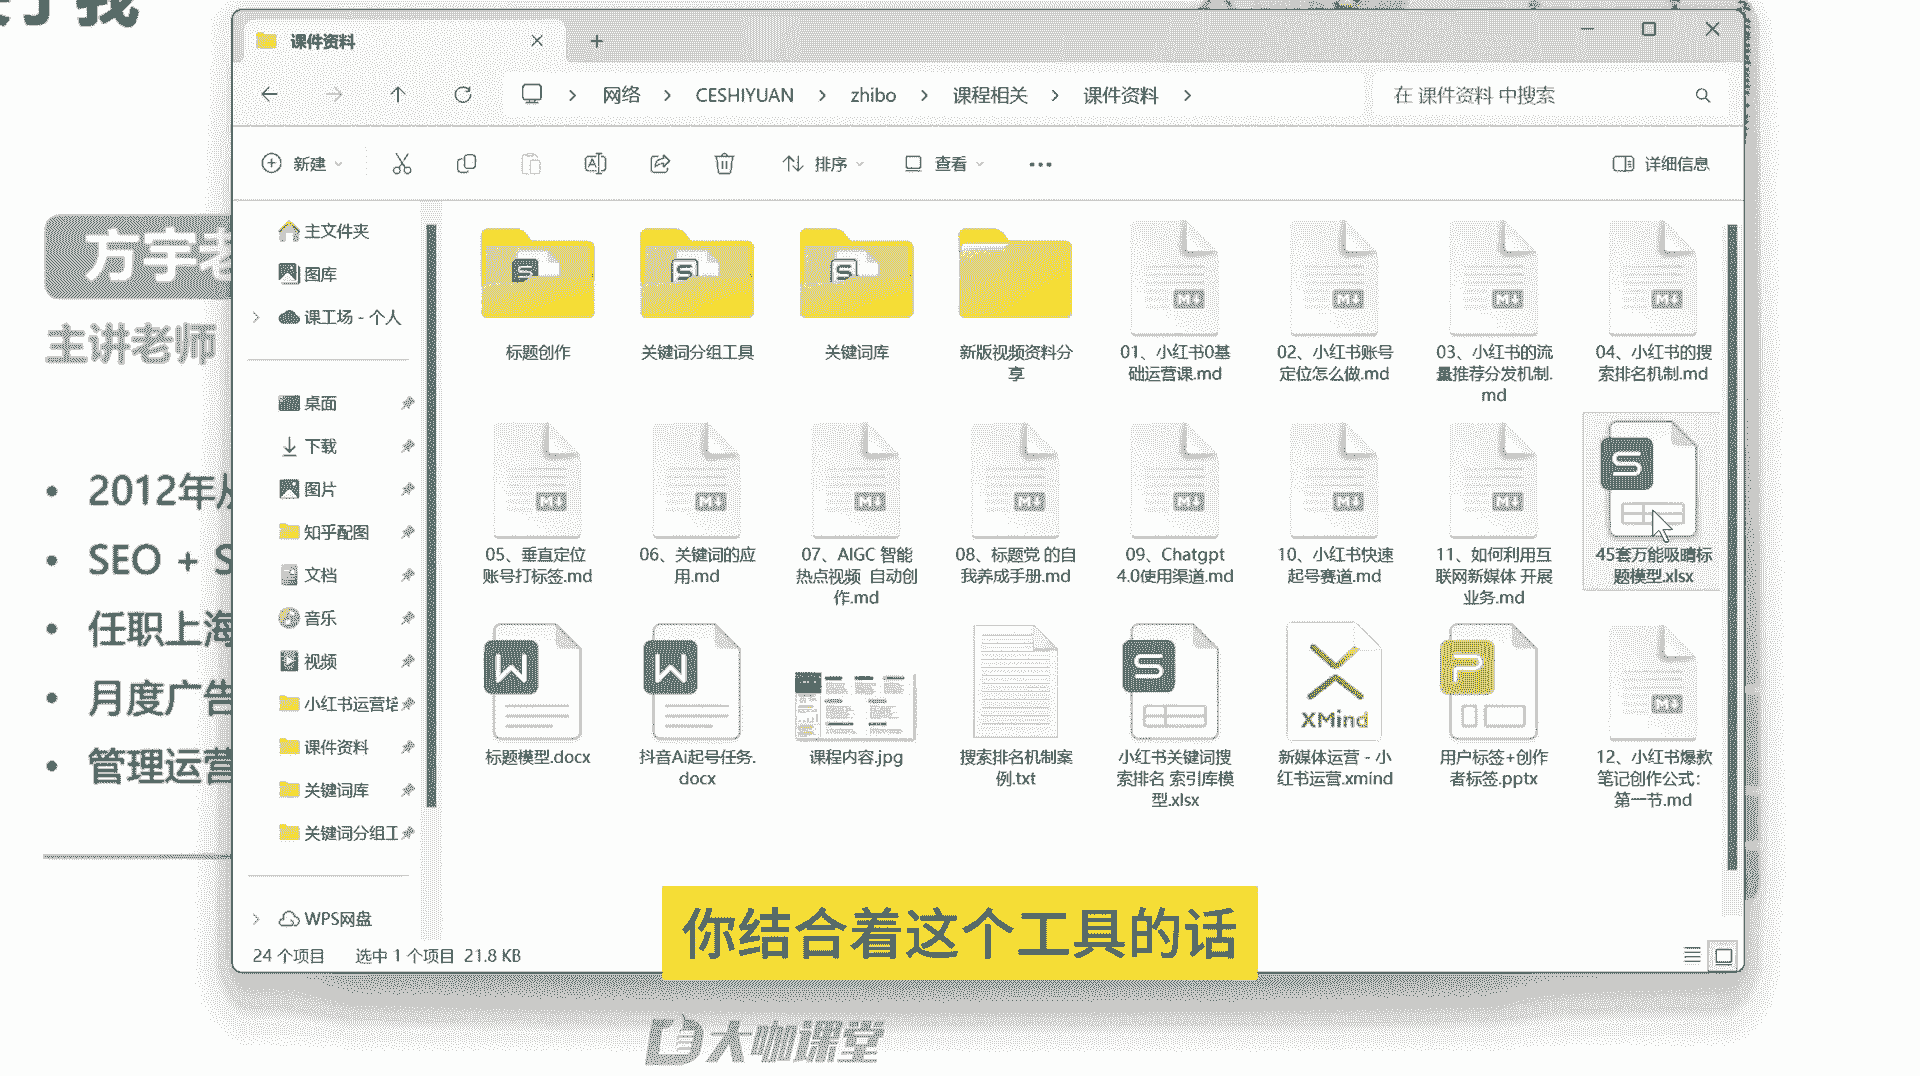 了我
课件资料
网络 > CESHIYUAN > zhibo > 课程相关 > 课件资料 >
在 课件资料 中搜索
新建
排序
查看
详细信息
方宇老
主讲老师
2012年从
SEO + S
任职上海
月度广告
管理运营
主文件夹
图库
课工场 - 个人
桌面
下载
图片
知乎配图
文档
音乐
视频
小红书运营培
课件资料
关键词库
关键词分组工
WPS网盘
标题创作
关键词分组工具
关键词库
新版视频资料分
享
01、小红书0基
础运营课.md
02、小红书账号
定位怎么做.md
03、小红书的流
量推荐分发机制.
md
04、小红书的搜
索排名机制.md
05、垂直定位
账号打标签.md
06、关键词的应
用.md
07、AIGC 智能
热点视频 自动创
作.md
08、标题党 的自
我养成手册.md
09、Chatgpt
4.0使用渠道.md
10、小红书快速
起号赛道.md
11、如何利用互
联网新媒体 开展
业务.md
45套万能吸睛标
题模型.xlsx
标题模型.docx
抖音Ai起号任务.
docx
课程内容.jpg
搜索排名机制案
例.txt
小红书关键词搜
索排名 索引库模
型.xlsx
XMind
新媒体运营 - 小
红书运营.xmind
用户标签+创作
者标签.pptx
12、小红书爆款
笔记创作公式：
第一节.md
24 个项目
选中 1 个项目 21.8 KB
你结合着这个工具的话
大咖课堂